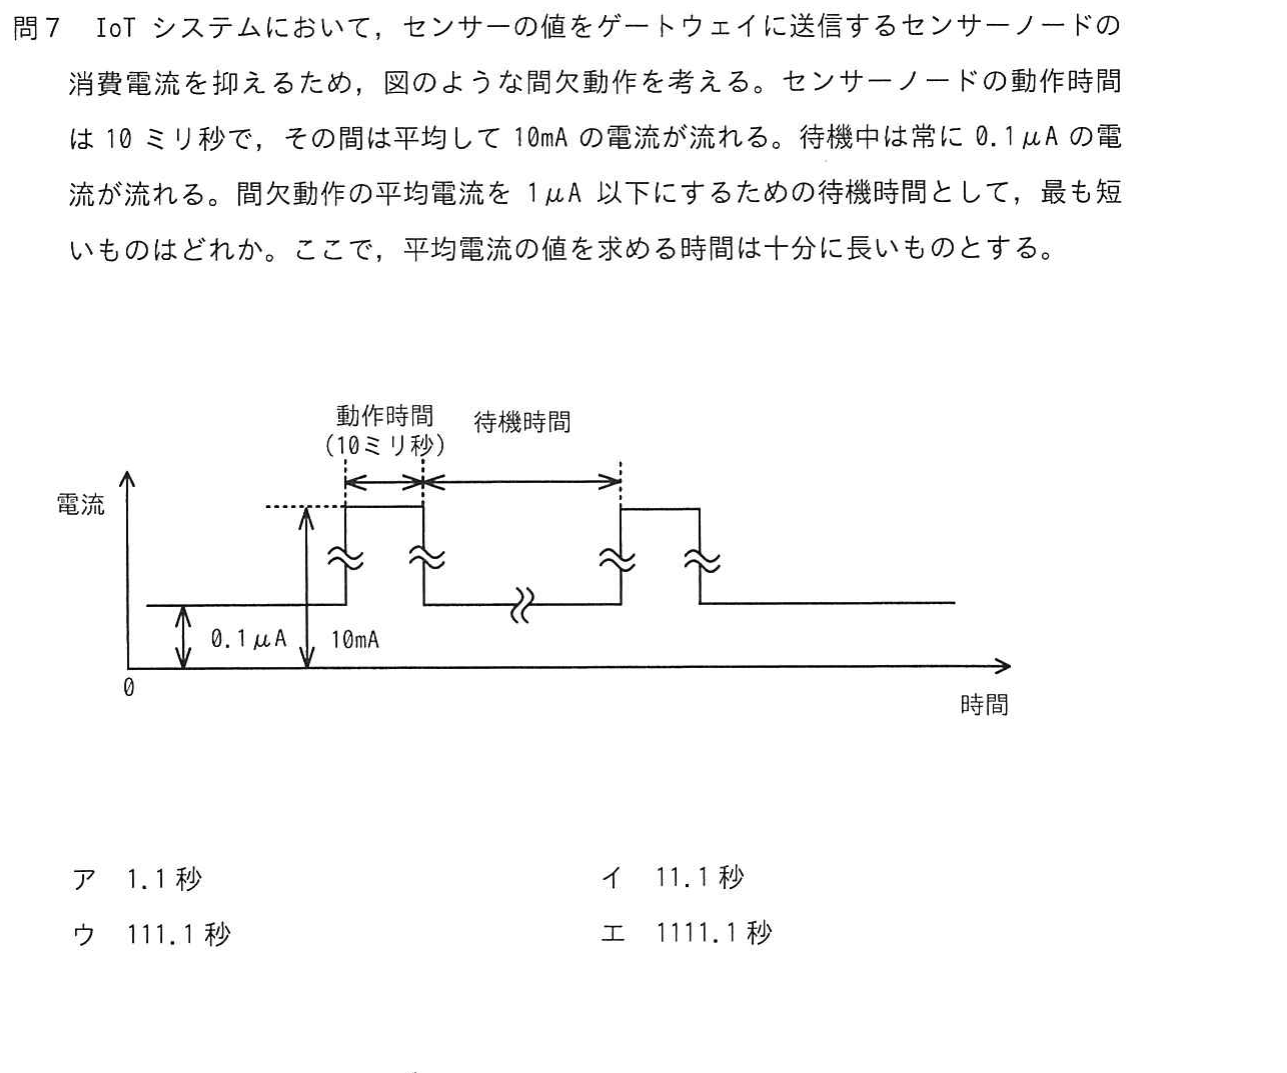 問7 IoT システムにおいて，センサーの値をゲートウェイに送信するセンサーノードの
消費電流を抑えるため，図のような間欠動作を考える。センサーノードの動作時間
は 10 ミリ秒で，その間は平均して 10mA の電流が流れる。待機中は常に 0.1μA の電
流が流れる。間欠動作の平均電流を 1μA 以下にするための待機時間として，最も短
いものはどれか。ここで，平均電流の値を求める時間は十分に長いものとする。
動作時間
(10ミリ秒)
待機時間
電流
0.1μA
10mA
0
時間
ア 1.1 秒
イ 11.1 秒
ウ 111.1 秒
エ 1111.1 秒